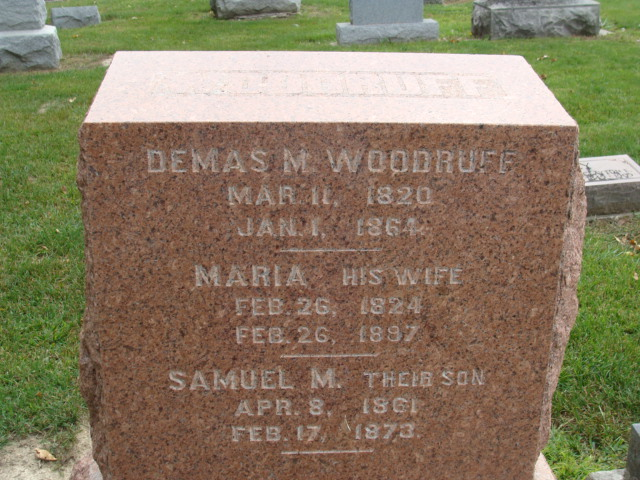 WOODRUFF
DEMAS M. WOODRUFF
MAR. 11, 1820
JAN. 1, 1864
MARIA HIS WIFE
FEB. 26, 1824
FEB. 26, 1897
SAMUEL M. THEIR SON
APR. 8, 1861
FEB. 17, 1873.